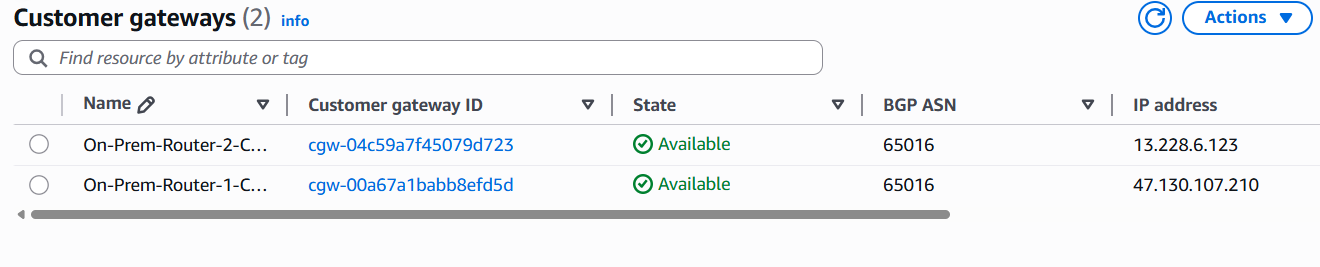 Customer gateways (2) info
Actions
Find resource by attribute or tag
Name Customer gateway ID State BGP ASN IP address
On-Prem-Router-2-C... cgw-04c59a7f45079d723 Available 65016 13.228.6.123
On-Prem-Router-1-C... cgw-00a67a1babb8efd5d Available 65016 47.130.107.210